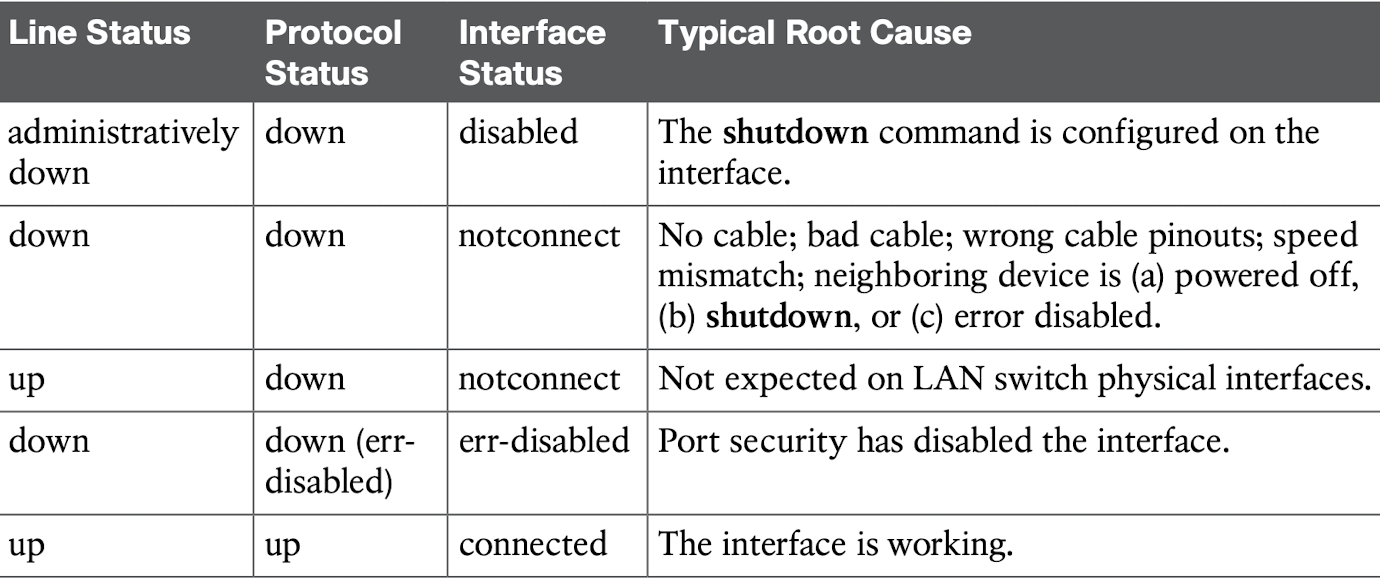 Line Status Protocol Status Interface Status Typical Root Cause
administratively down down disabled The shutdown command is configured on the interface.
down down notconnect No cable; bad cable; wrong cable pinouts; speed mismatch; neighboring device is (a) powered off, (b) shutdown, or (c) error disabled.
up down notconnect Not expected on LAN switch physical interfaces.
down down (err-disabled) err-disabled Port security has disabled the interface.
up up connected The interface is working.